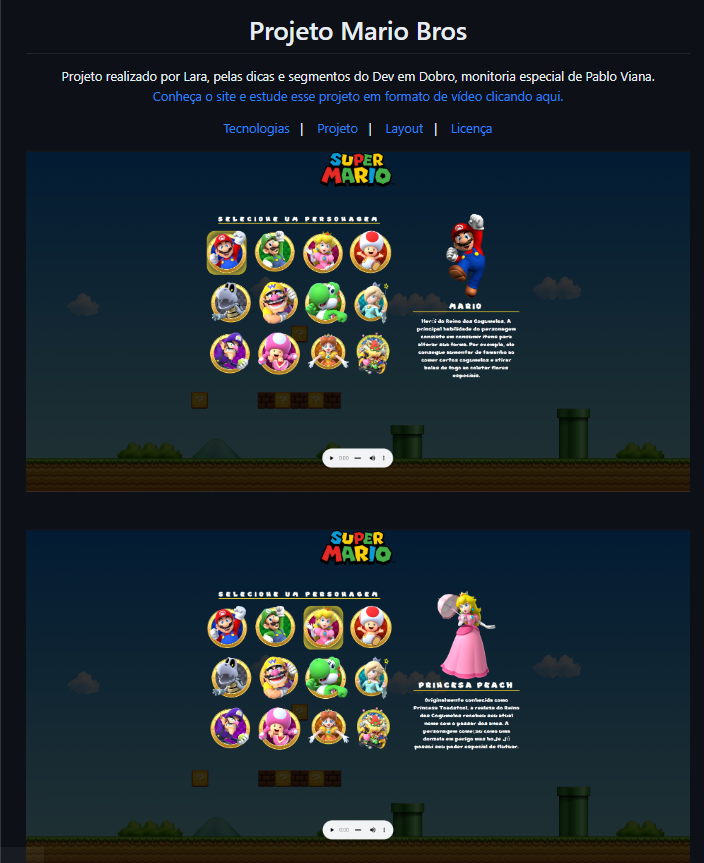 Projeto Mario Bros
Projeto realizado por Lara, pelas dicas e segmentos do Dev em Dobro, monitoria especial de Pablo Viana.
Conheça o site e estude esse projeto em formato de vídeo clicando aqui.
Tecnologias | Projeto | Layout | Licença
SUPER
MARIO
SELECIONE UM PERSONAGEM
MARIO
Herói do Reino dos Cogumelos. A
principal habilidade do personagem
consiste em consumir itens para
alterar sua forma. Por exemplo, ele
consegue aumentar de tamanho ao
comer certos cogumelos e atirar
bolas de fogo ao coletar flores
especiais.
0:00
SUPER
MARIO
SELECIONE UM PERSONAGEM
PRINCESA PEACH
Originalmente conhecida como
Princesa Toadstool, a realeza do Reino
dos Cogumelos recebeu seu atual
nome com o passar dos anos. A
personagem começou como uma
donzela em perigo mas hoje já
possui seu poder especial de flutuar.
0:00